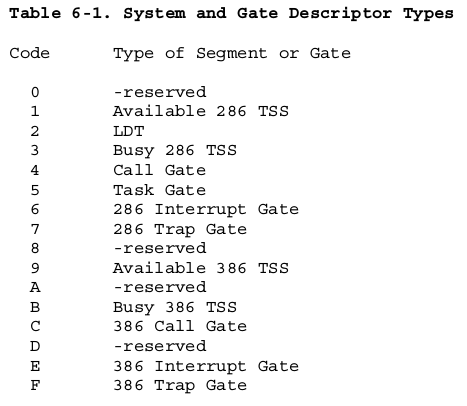 Table 6-1. System and Gate Descriptor Types
Code Type of Segment or Gate
0 -reserved
1 Available 286 TSS
2 LDT
3 Busy 286 TSS
4 Call Gate
5 Task Gate
6 286 Interrupt Gate
7 286 Trap Gate
8 -reserved
9 Available 386 TSS
A -reserved
B Busy 386 TSS
C 386 Call Gate
D -reserved
E 386 Interrupt Gate
F 386 Trap Gate